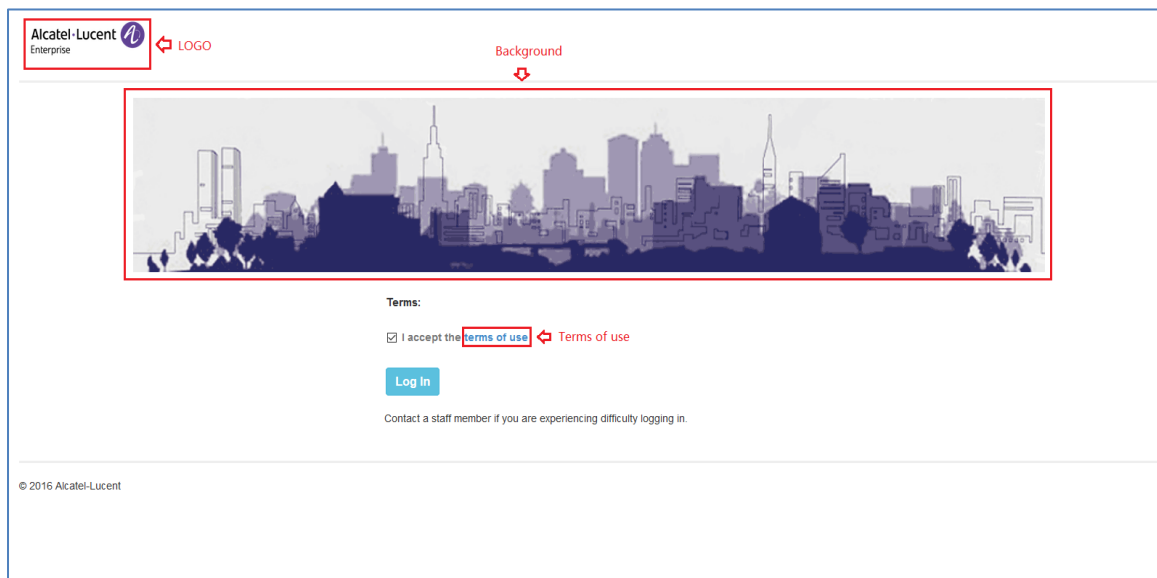 Alcatel·Lucent
Enterprise
LOGO
Background
Terms:
I accept the terms of use
Terms of use
Log In
Contact a staff member if you are experiencing difficulty logging in.
© 2016 Alcatel-Lucent